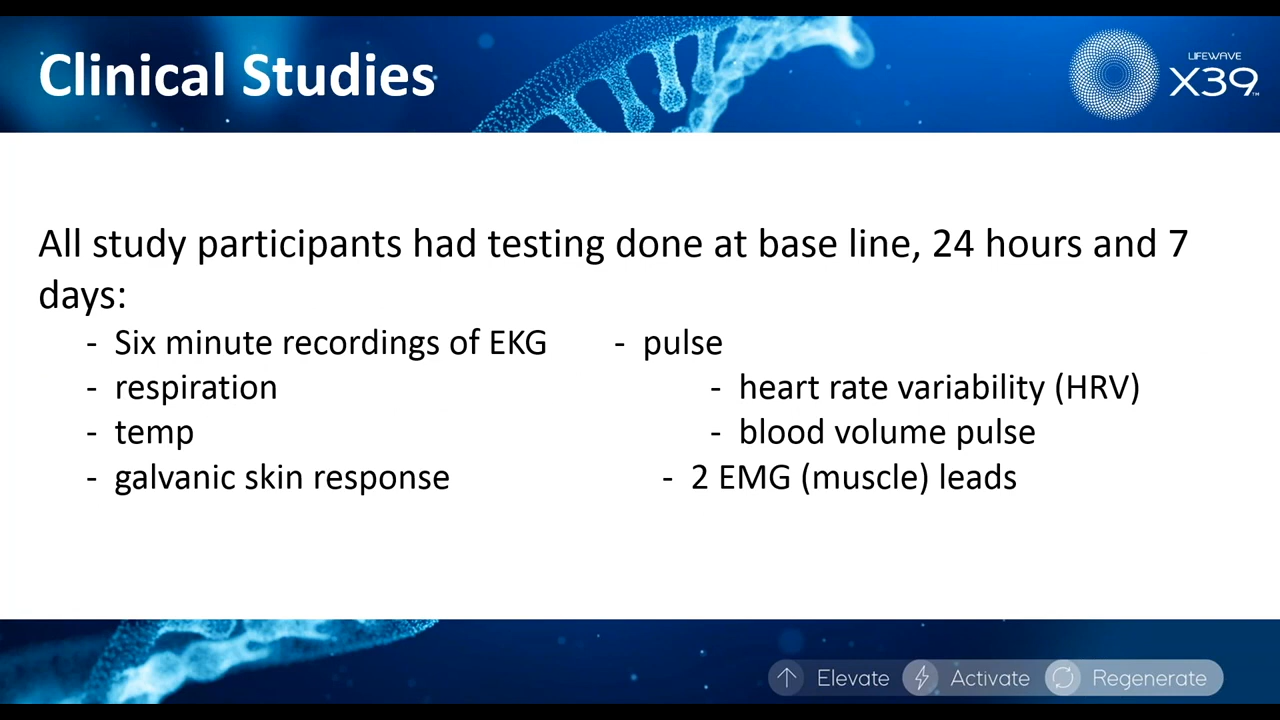 Clinical Studies
LIFEWAVE
X39™
All study participants had testing done at base line, 24 hours and 7
days:
- Six minute recordings of EKG - pulse
- respiration - heart rate variability (HRV)
- temp - blood volume pulse
- galvanic skin response - 2 EMG (muscle) leads
Elevate Activate Regenerate